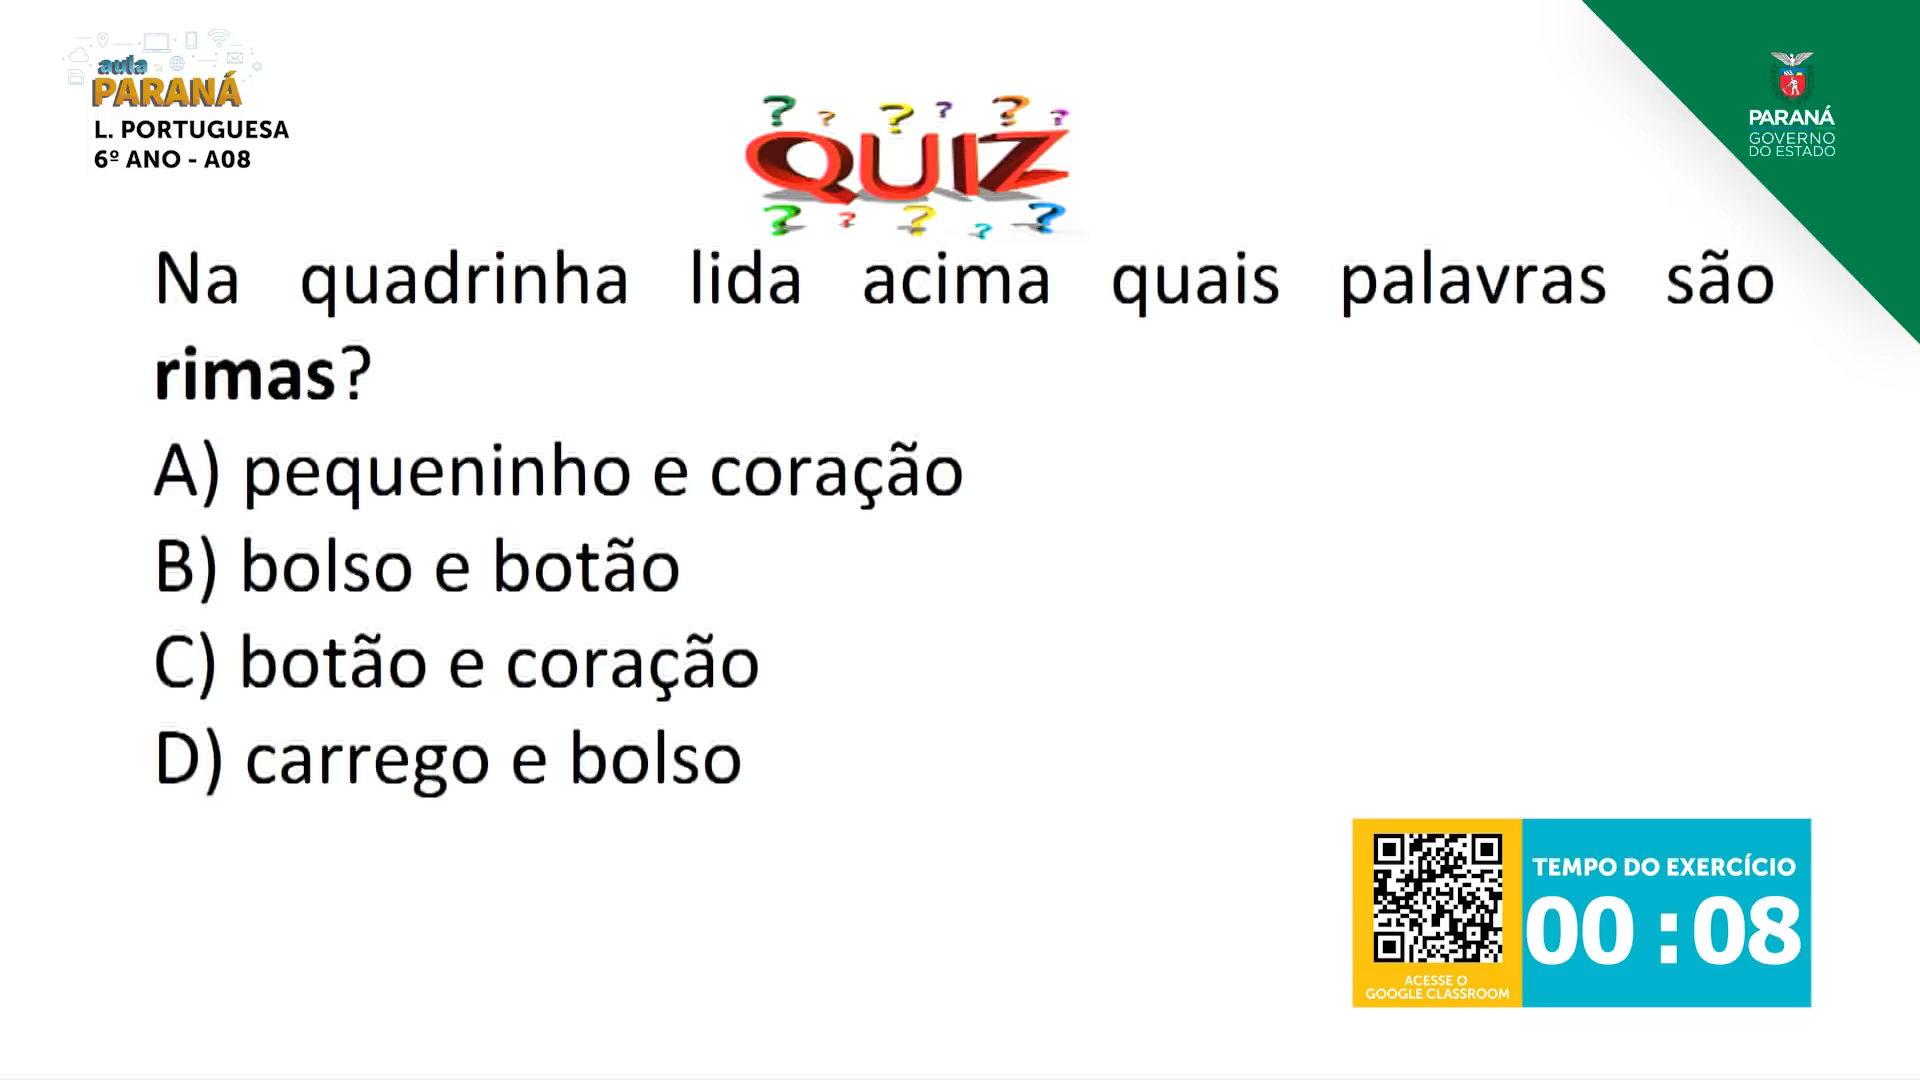 aula
PARANÁ
L. PORTUGUESA
6º ANO - A08
PARANÁ
GOVERNO
DO ESTADO
? ? ? ? ? ?
QUIZ
? ? ? ? ?
Na quadrinha lida acima quais palavras são
rimas?
A) pequeninho e coração
B) bolso e botão
C) botão e coração
D) carrego e bolso
TEMPO DO EXERCÍCIO
00:08
ACESSE O
GOOGLE CLASSROOM